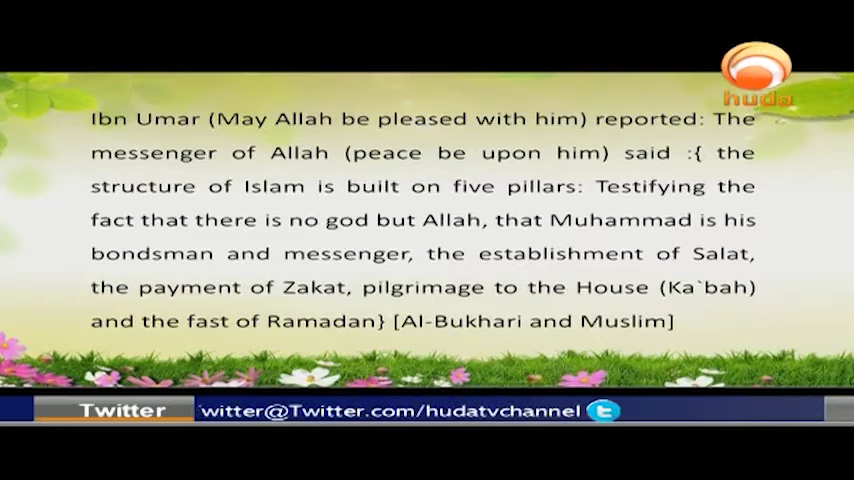 huda
Ibn Umar (May Allah be pleased with him) reported: The
messenger of Allah (peace be upon him) said :{ the
structure of Islam is built on five pillars: Testifying the
fact that there is no god but Allah, that Muhammad is his
bondsman and messenger, the establishment of Salat,
the payment of Zakat, pilgrimage to the House (Ka`bah)
and the fast of Ramadan} [Al-Bukhari and Muslim]
Twitter witter@Twitter.com/hudatvchannel